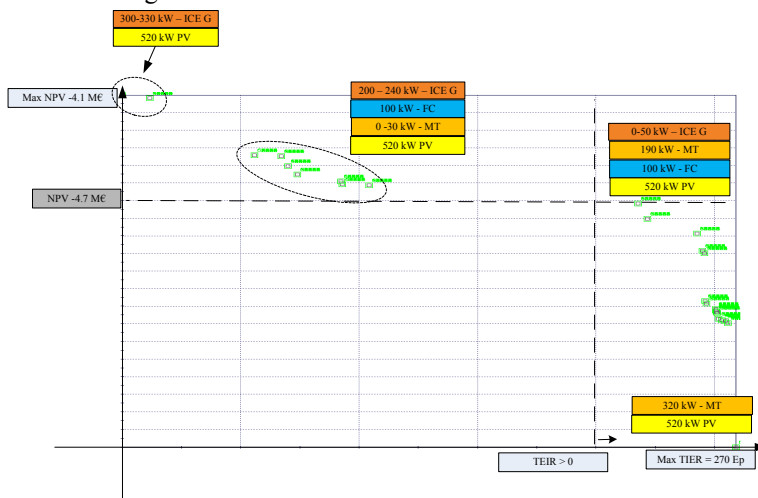 300-330 kW – ICE G
520 kW PV
Max NPV -4.1 M€
200 – 240 kW – ICE G
100 kW - FC
0 -30 kW - MT
520 kW PV
0-50 kW – ICE G
190 kW - MT
100 kW - FC
520 kW PV
NPV -4.7 M€
320 kW - MT
520 kW PV
TEIR > 0
Max TIER = 270 Ep